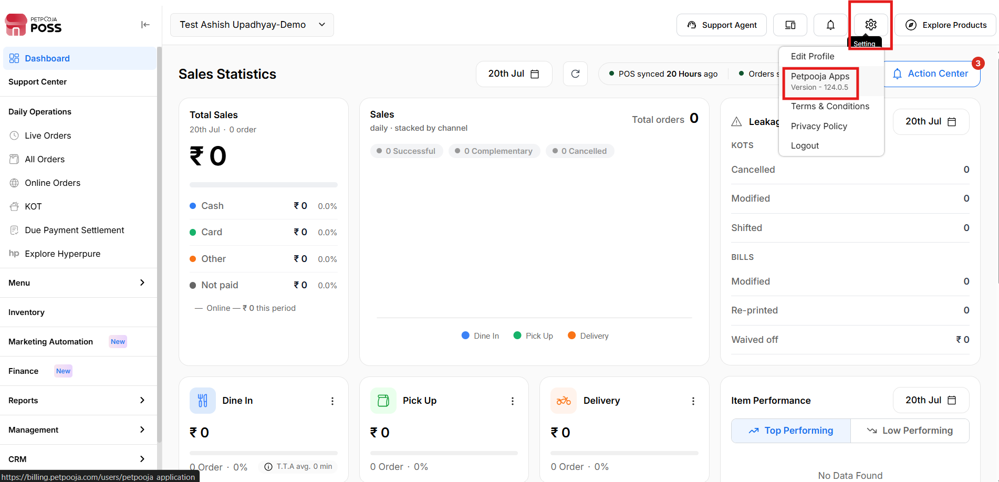 PETPOOJA
POSS
Test Ashish Upadhyay-Demo
Support Agent
Explore Products
Setting
Dashboard
Support Center
Daily Operations
Live Orders
All Orders
Online Orders
KOT
Due Payment Settlement
hp Explore Hyperpure
Menu
Inventory
Marketing Automation New
Finance New
Reports
Management
CRM
https://billing.petpooja.com/users/petpooja_application
Edit Profile
Petpooja Apps
Version - 124.0.5
Terms & Conditions
Privacy Policy
Logout
Sales Statistics
20th Jul
POS synced 20 Hours ago
Orders
Action Center
3
Total Sales
20th Jul · 0 order
₹ 0
Cash ₹ 0 0.0%
Card ₹ 0 0.0%
Other ₹ 0 0.0%
Not paid ₹ 0 0.0%
— Online — ₹ 0 this period
Sales
daily · stacked by channel
Total orders 0
0 Successful
0 Complementary
0 Cancelled
Dine In
Pick Up
Delivery
20th Jul
KOTS
Cancelled 0
Modified 0
Shifted 0
BILLS
Modified 0
Re-printed 0
Waived off ₹ 0
Dine In
₹ 0
0 Order · 0%
T.T.A avg. 0 min
Pick Up
₹ 0
0 Order · 0%
Delivery
₹ 0
0 Order · 0%
Item Performance
20th Jul
Top Performing
Low Performing
No Data Found